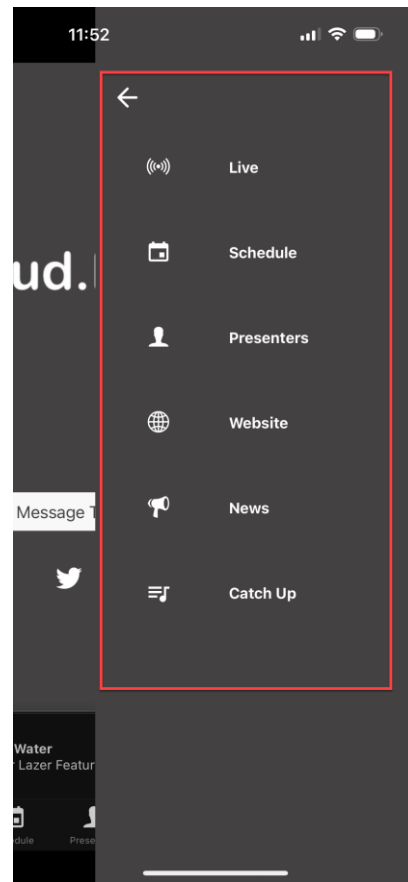 11:52
Live
Schedule
ud.
Presenters
Website
News
Message
Catch Up
Water
Lazer Featur
dule Prese